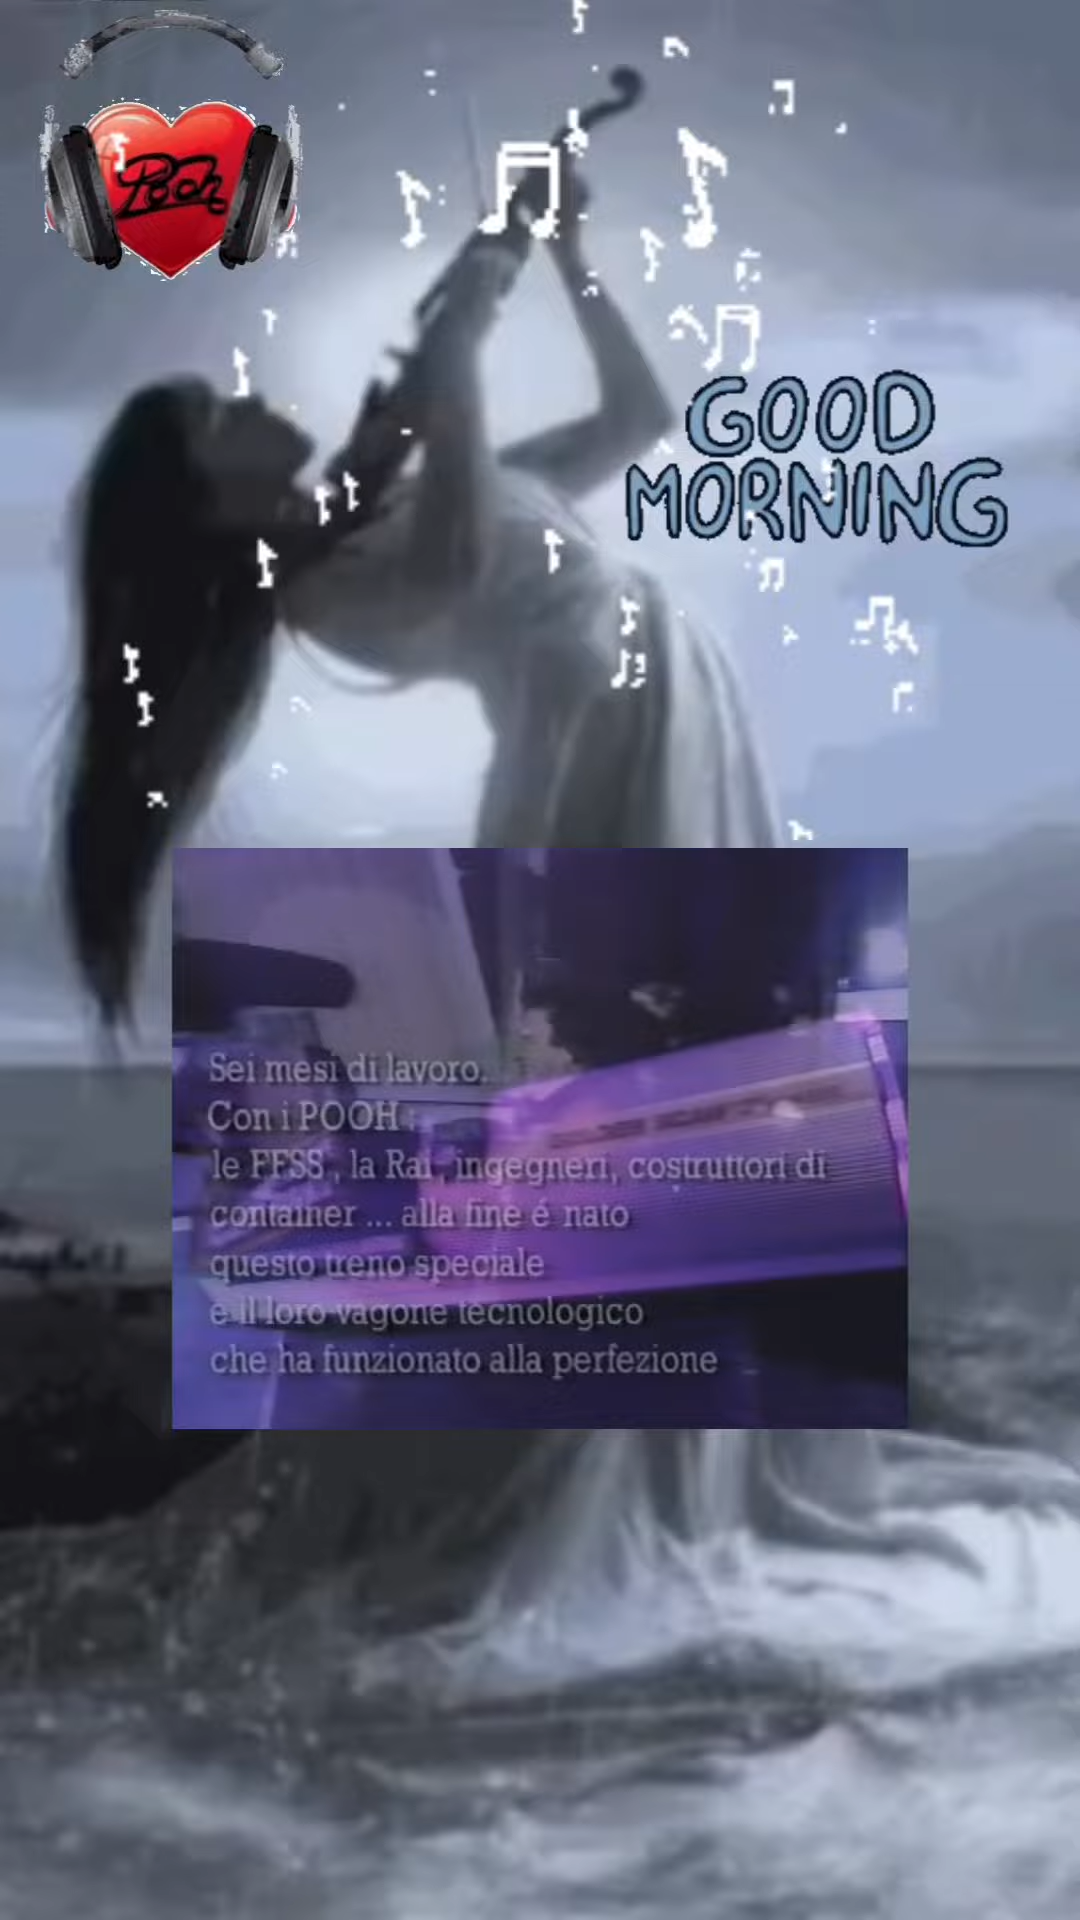 Pooh
GOOD
MORNING
Sei mesi di lavoro.
Con i POOH :
le FFSS , la Rai , ingegneri, costruttori di
container ... alla fine é nato
questo treno speciale
e il loro vagone tecnologico
che ha funzionato alla perfezione